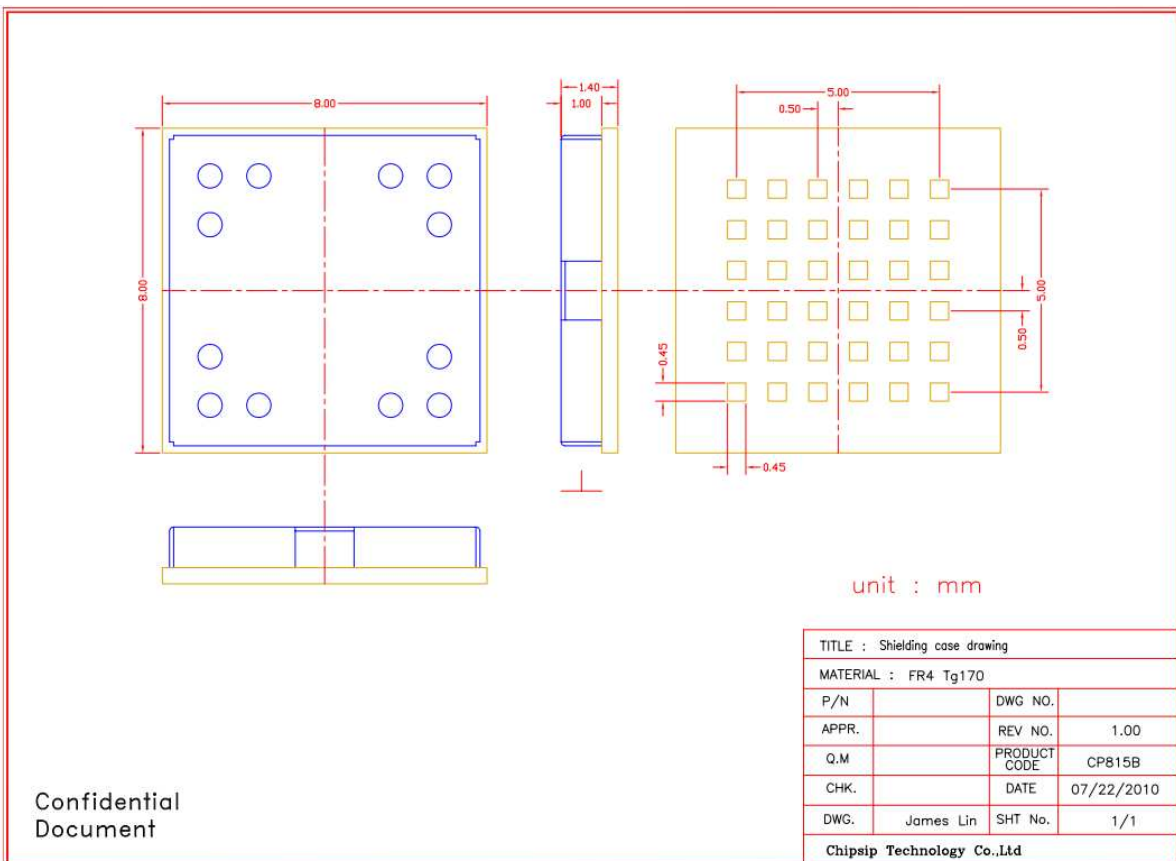 8.00
8.00
1.40
1.00
5.00
0.50
5.00
0.50
0.45
0.45
unit : mm
TITLE : Shielding case drawing
MATERIAL : FR4 Tg170
P/N DWG NO.
APPR. REV NO. 1.00
Q.M PRODUCT CODE CP815B
CHK. DATE 07/22/2010
DWG. James Lin SHT No. 1/1
Chipsip Technology Co.,Ltd
Confidential
Document